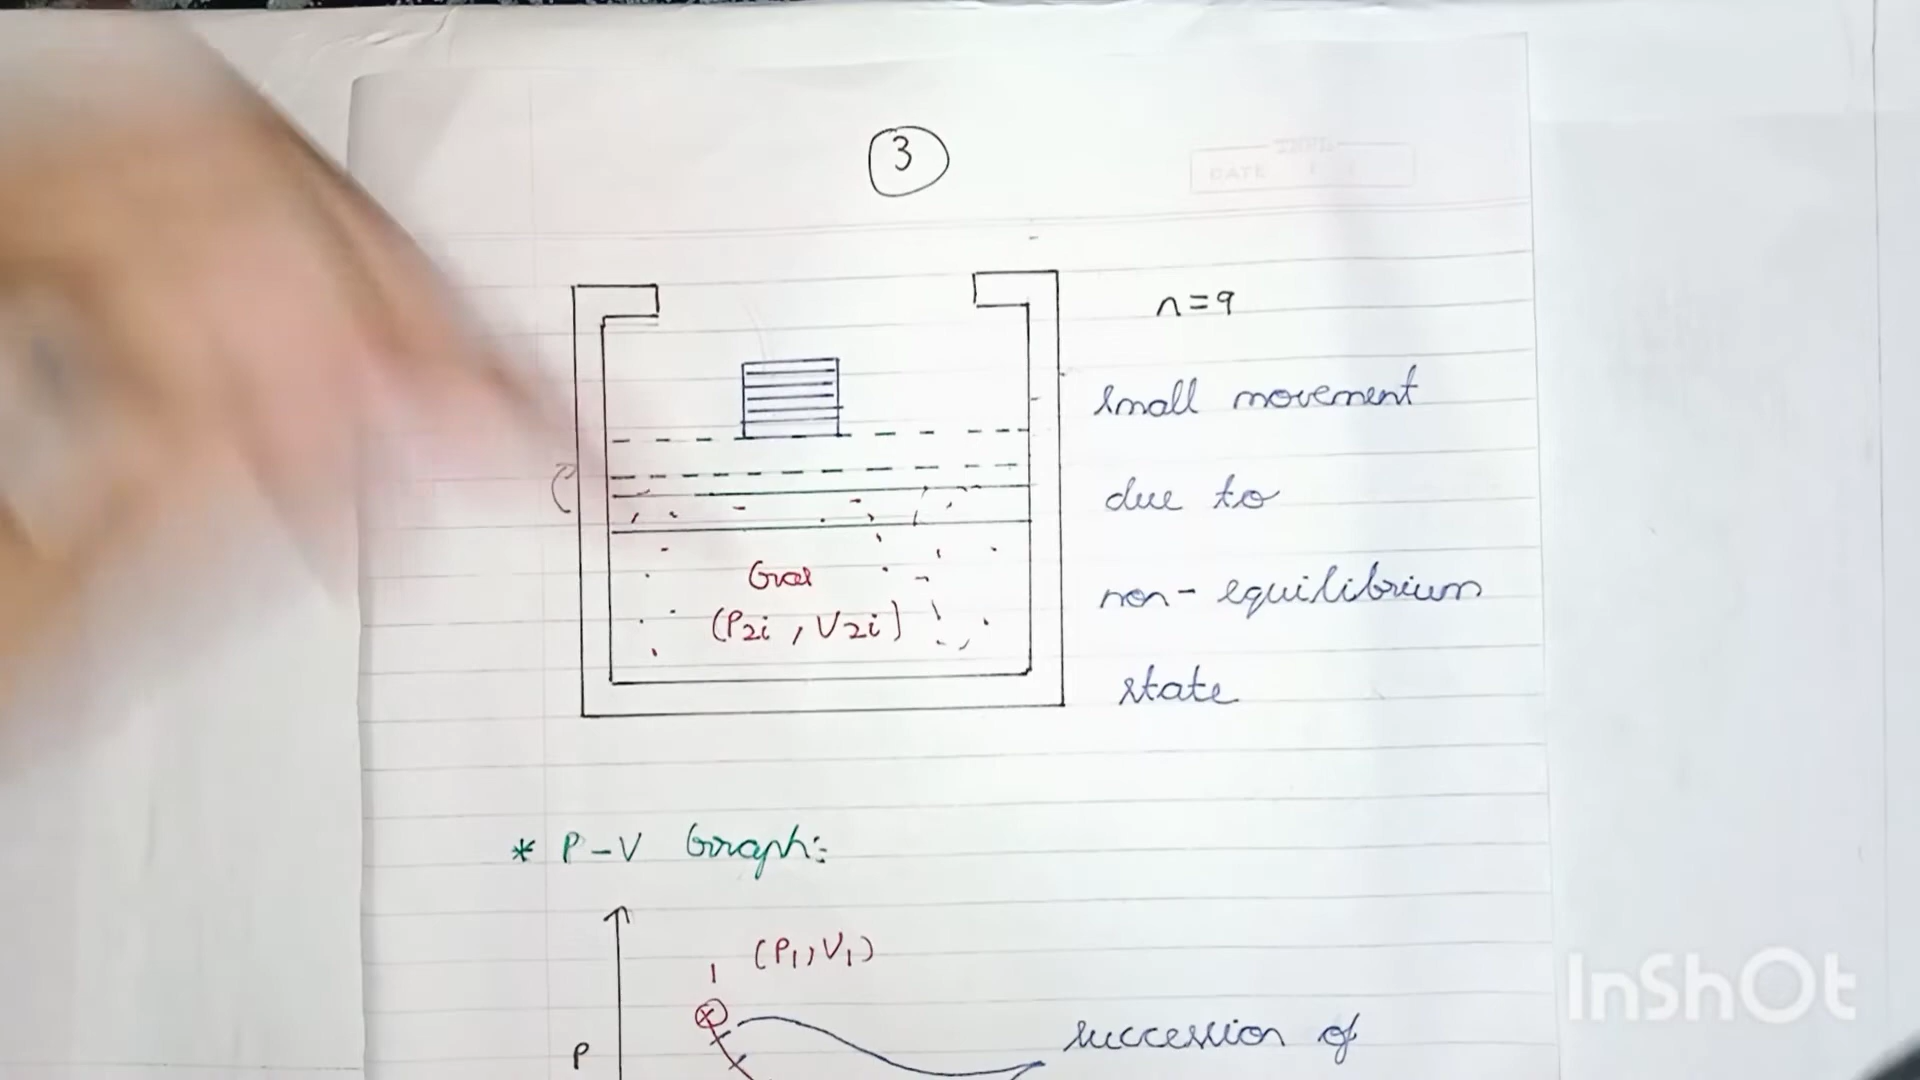 3
DATE
n=9
small movement
due to
non-equilibrium
state
Gas
(P2i, V2i)
* P-V Graph:
(P1, V1)
1
P
succession of
InShOt